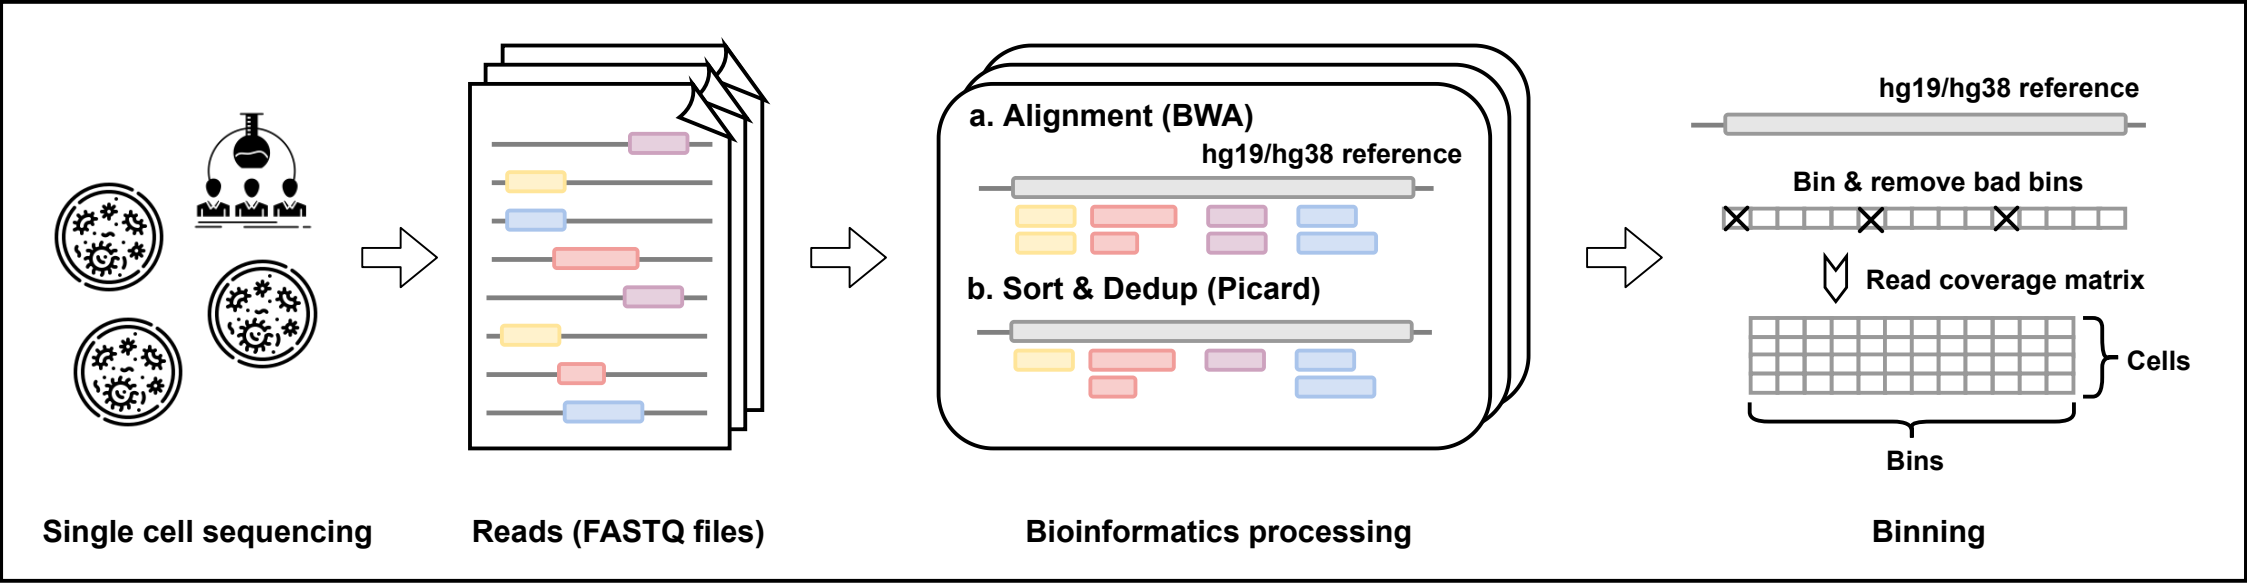 a. Alignment (BWA)
hg19/hg38 reference
b. Sort & Dedup (Picard)
hg19/hg38 reference
Bin & remove bad bins
Read coverage matrix
Cells
Bins
Single cell sequencing
Reads (FASTQ files)
Bioinformatics processing
Binning